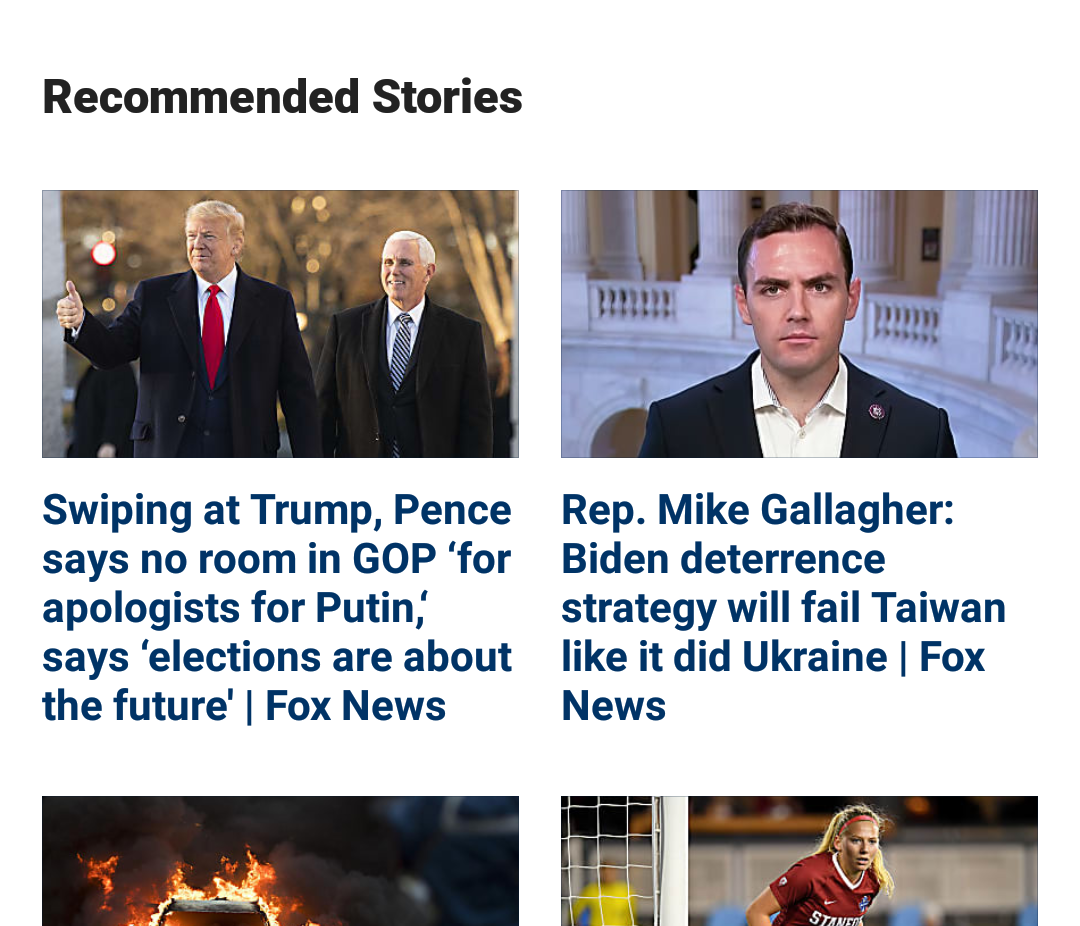 Recommended Stories
Swiping at Trump, Pence
says no room in GOP ‘for
apologists for Putin,‘
says ‘elections are about
the future' | Fox News
Rep. Mike Gallagher:
Biden deterrence
strategy will fail Taiwan
like it did Ukraine | Fox
News